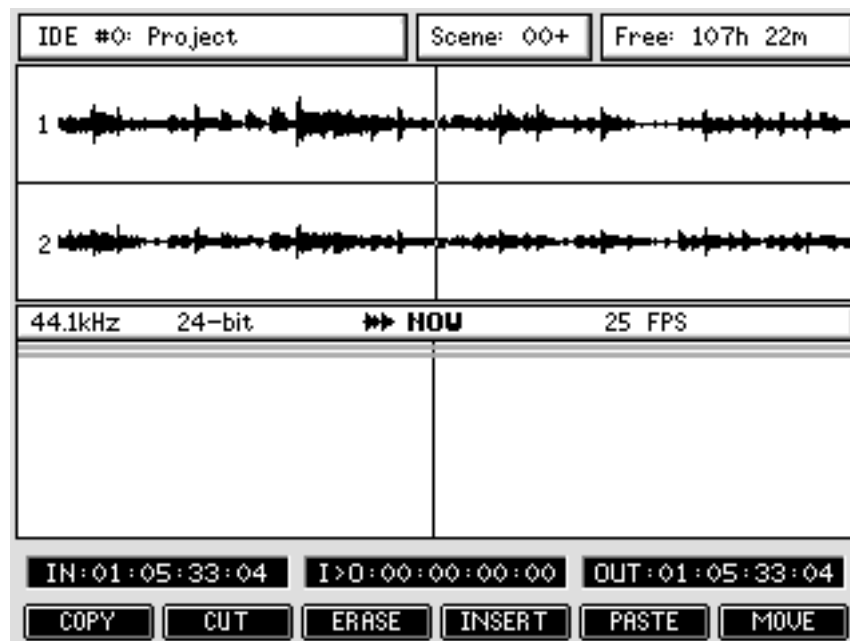 IDE #0: Project Scene: 00+ Free: 107h 22m
1
2
44.1kHz 24-bit NOW 25 FPS
IN:01:05:33:04 I>O:00:00:00:00 OUT:01:05:33:04
COPY CUT ERASE INSERT PASTE MOVE